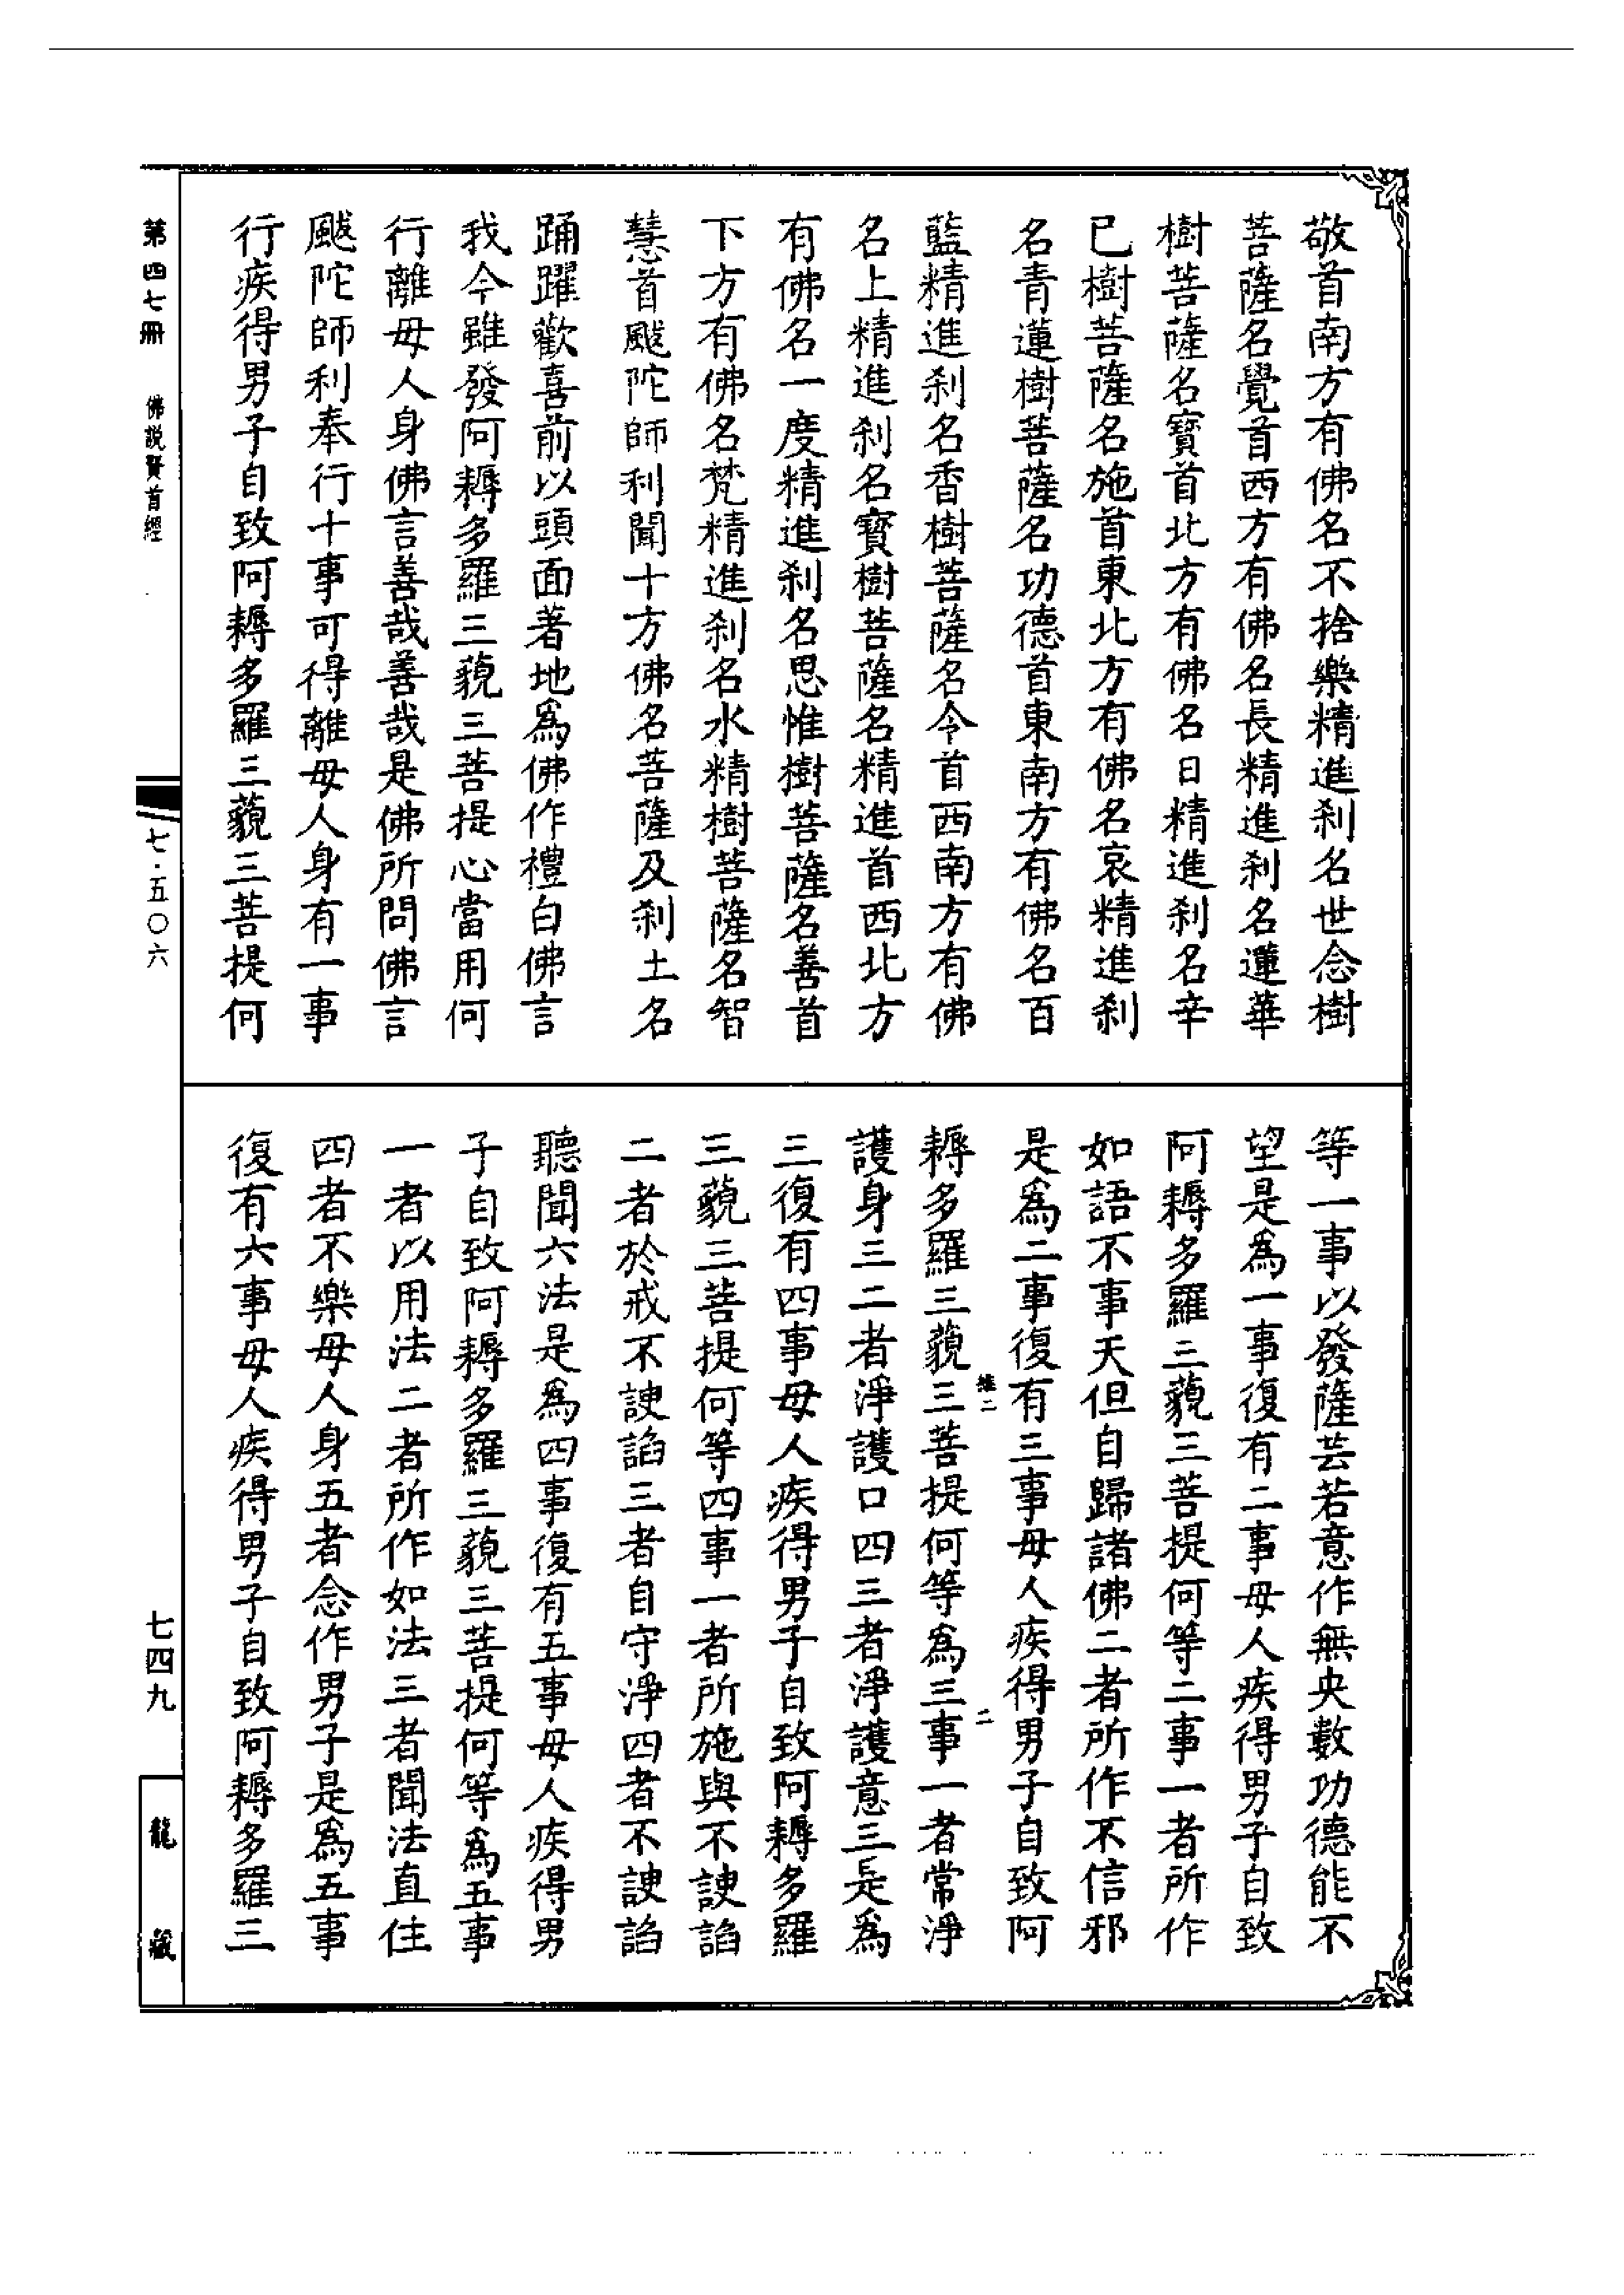 敬首南方有佛名不捨樂精進剎名世念樹
菩薩名覺首西方有佛名長精進剎名蓮華
樹菩薩名寶首北方有佛名日精進剎名辛
已樹菩薩名施首東北方有佛名哀精進剎
名青蓮樹菩薩名功德首東南方有佛名百
藍精進剎名香樹菩薩名令首西南方有佛
名上精進剎名寶樹菩薩名精進首西北方
有佛名一度精進剎名思惟樹菩薩名善首
下方有佛名梵精進剎名水精樹菩薩名智
慧首颰陀師利聞十方佛名菩薩及剎土名
踊躍歡喜前以頭面著地為佛作禮白佛言
我今雖發阿耨多羅三藐三菩提心當用何
行離母人身佛言善哉善哉是佛所問佛言
颰陀師利奉行十事可得離母人身有一事
行疾得男子自致阿耨多羅三藐三菩提何
等一事以發薩芸若意作無央數功德能不
望是為一事復有二事母人疾得男子自致
阿耨多羅三藐三菩提何等二事一者所作
如語不事天但自歸諸佛二者所作不信邪
是為二事復有三事母人疾得男子自致阿
耨多羅三藐三菩提何等為三事一者常淨
護身三二者淨護口四三者淨護意三是為
三復有四事母人疾得男子自致阿耨多羅
三藐三菩提何等四事一者所施與不諛諂
二者於戒不諛諂三者自守淨四者不諛諂
聽聞六法是為四事復有五事母人疾得男
子自致阿耨多羅三藐三菩提何等為五事
一者以用法二者所作如法三者聞法直住
四者不樂母人身五者念作男子是為五事
復有六事母人疾得男子自致阿耨多羅三
第四七冊 佛說賢首經
七·五〇六
七四九
龍藏
二